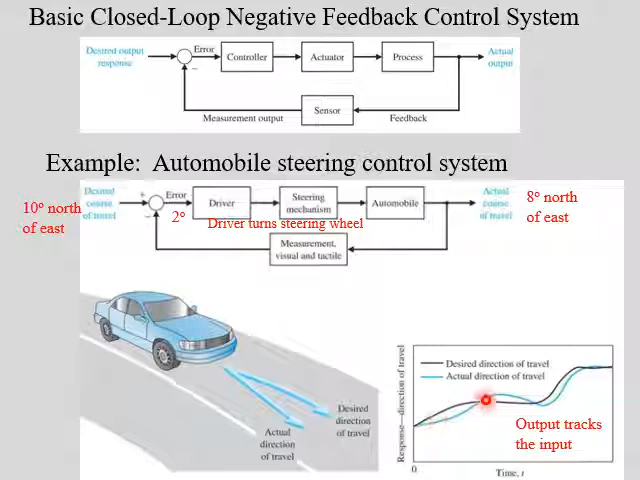 Basic Closed-Loop Negative Feedback Control System
Desired output
response
Error
−
Controller
Actuator
Process
Actual
output
Sensor
Measurement output
Feedback
Example: Automobile steering control system
10º north
of east
Desired
course
of travel
+
−
Error
2º
Driver
Steering
mechanism
Automobile
Driver turns steering wheel
Actual
course
of travel
8º north
of east
Measurement,
visual and tactile
Desired
direction
of travel
Actual
direction
of travel
Response—direction of travel
Desired direction of travel
Actual direction of travel
Output tracks
the input
0
Time, t